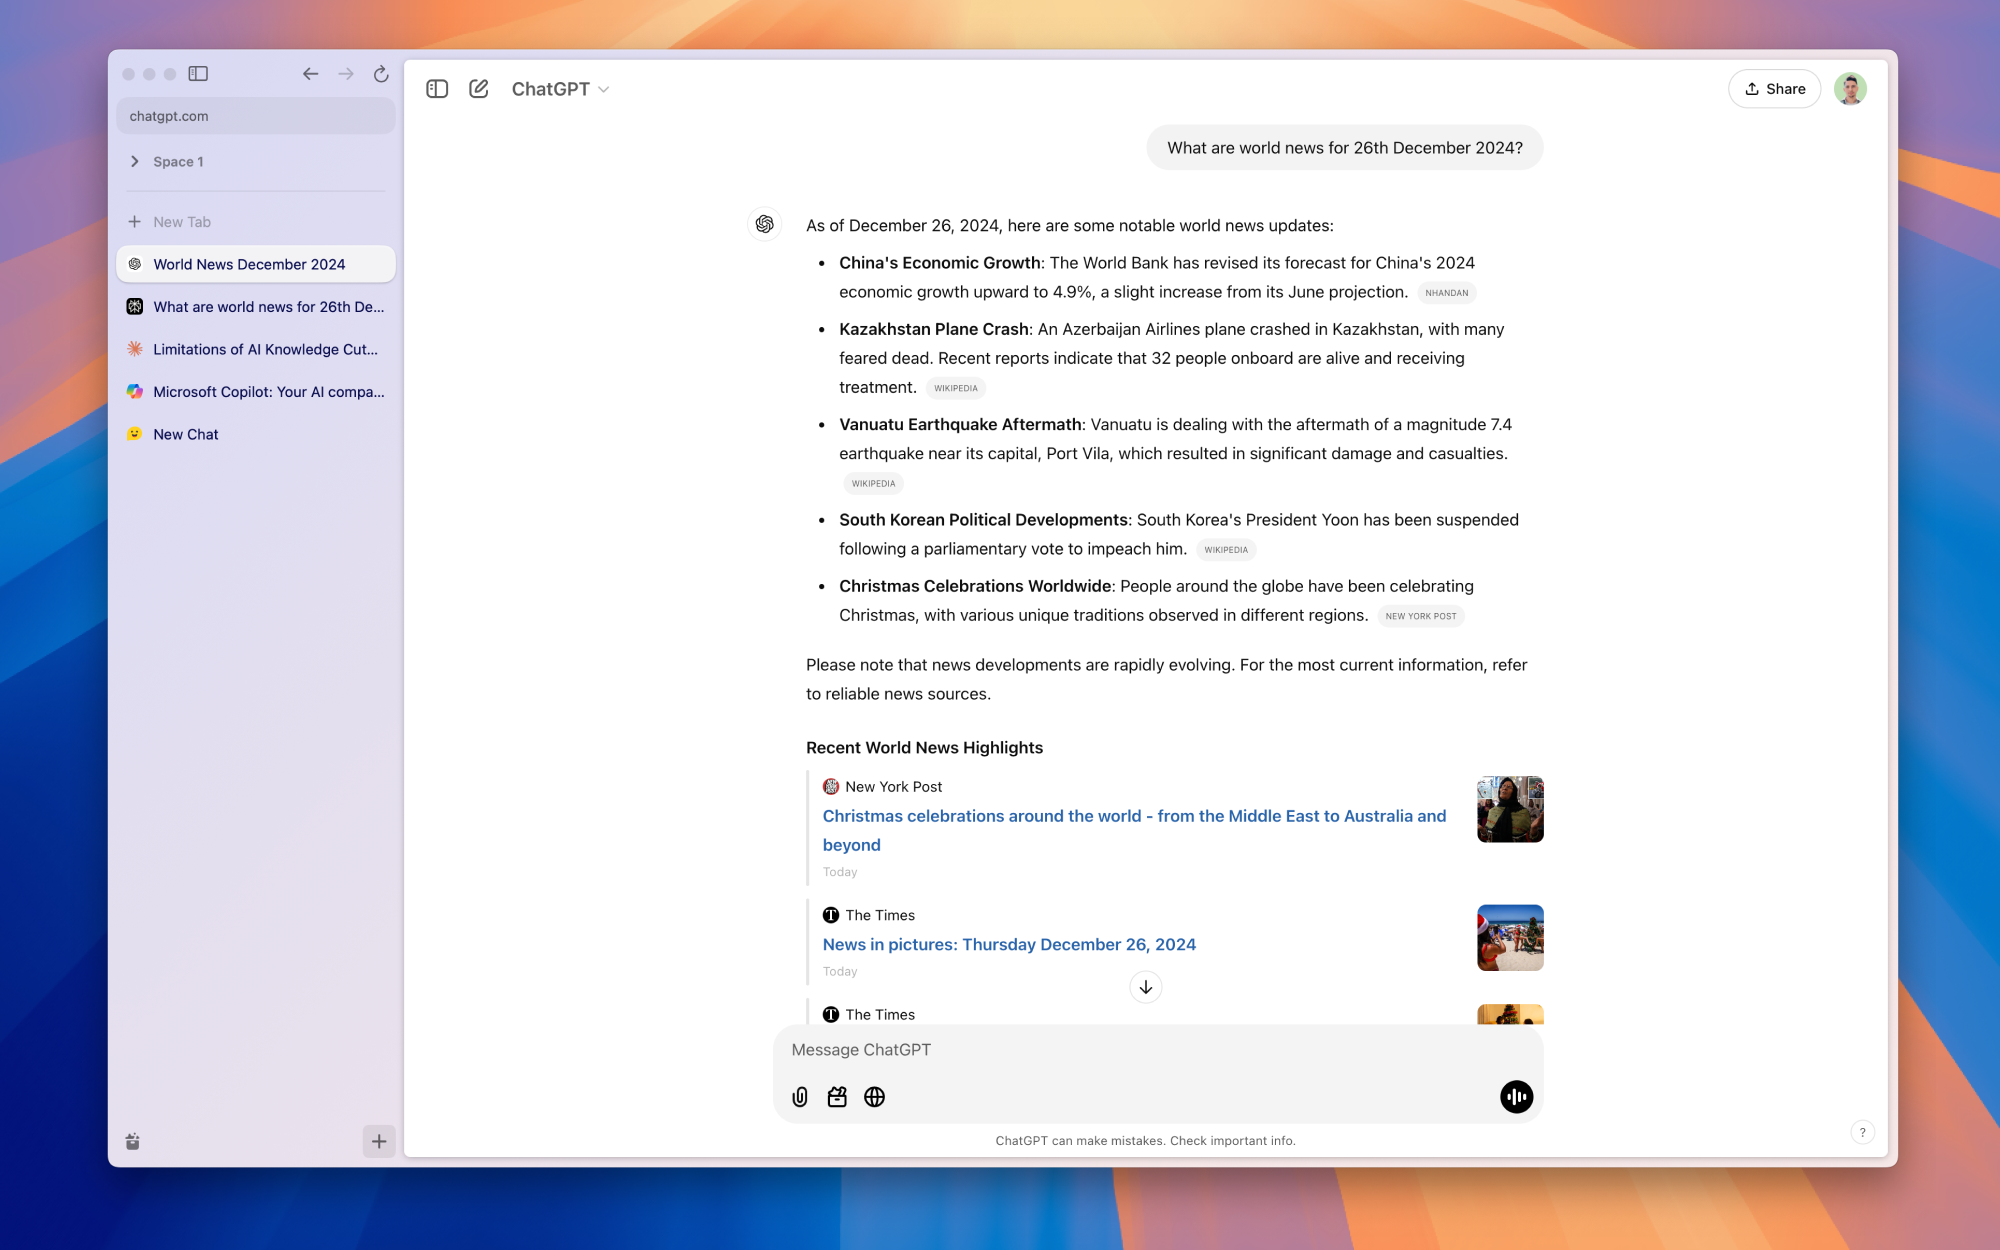 chatgpt.com
Space 1
New Tab
World News December 2024
What are world news for 26th De...
Limitations of AI Knowledge Cut...
Microsoft Copilot: Your AI compa...
New Chat
ChatGPT
Share
What are world news for 26th December 2024?
As of December 26, 2024, here are some notable world news updates:
• China's Economic Growth: The World Bank has revised its forecast for China's 2024
economic growth upward to 4.9%, a slight increase from its June projection. NHANDAN
• Kazakhstan Plane Crash: An Azerbaijan Airlines plane crashed in Kazakhstan, with many
feared dead. Recent reports indicate that 32 people onboard are alive and receiving
treatment. WIKIPEDIA
• Vanuatu Earthquake Aftermath: Vanuatu is dealing with the aftermath of a magnitude 7.4
earthquake near its capital, Port Vila, which resulted in significant damage and casualties.
WIKIPEDIA
• South Korean Political Developments: South Korea's President Yoon has been suspended
following a parliamentary vote to impeach him. WIKIPEDIA
• Christmas Celebrations Worldwide: People around the globe have been celebrating
Christmas, with various unique traditions observed in different regions. NEW YORK POST
Please note that news developments are rapidly evolving. For the most current information, refer
to reliable news sources.
Recent World News Highlights
New York Post
Christmas celebrations around the world - from the Middle East to Australia and
beyond
Today
T The Times
News in pictures: Thursday December 26, 2024
Today
T The Times
Message ChatGPT
ChatGPT can make mistakes. Check important info.
?